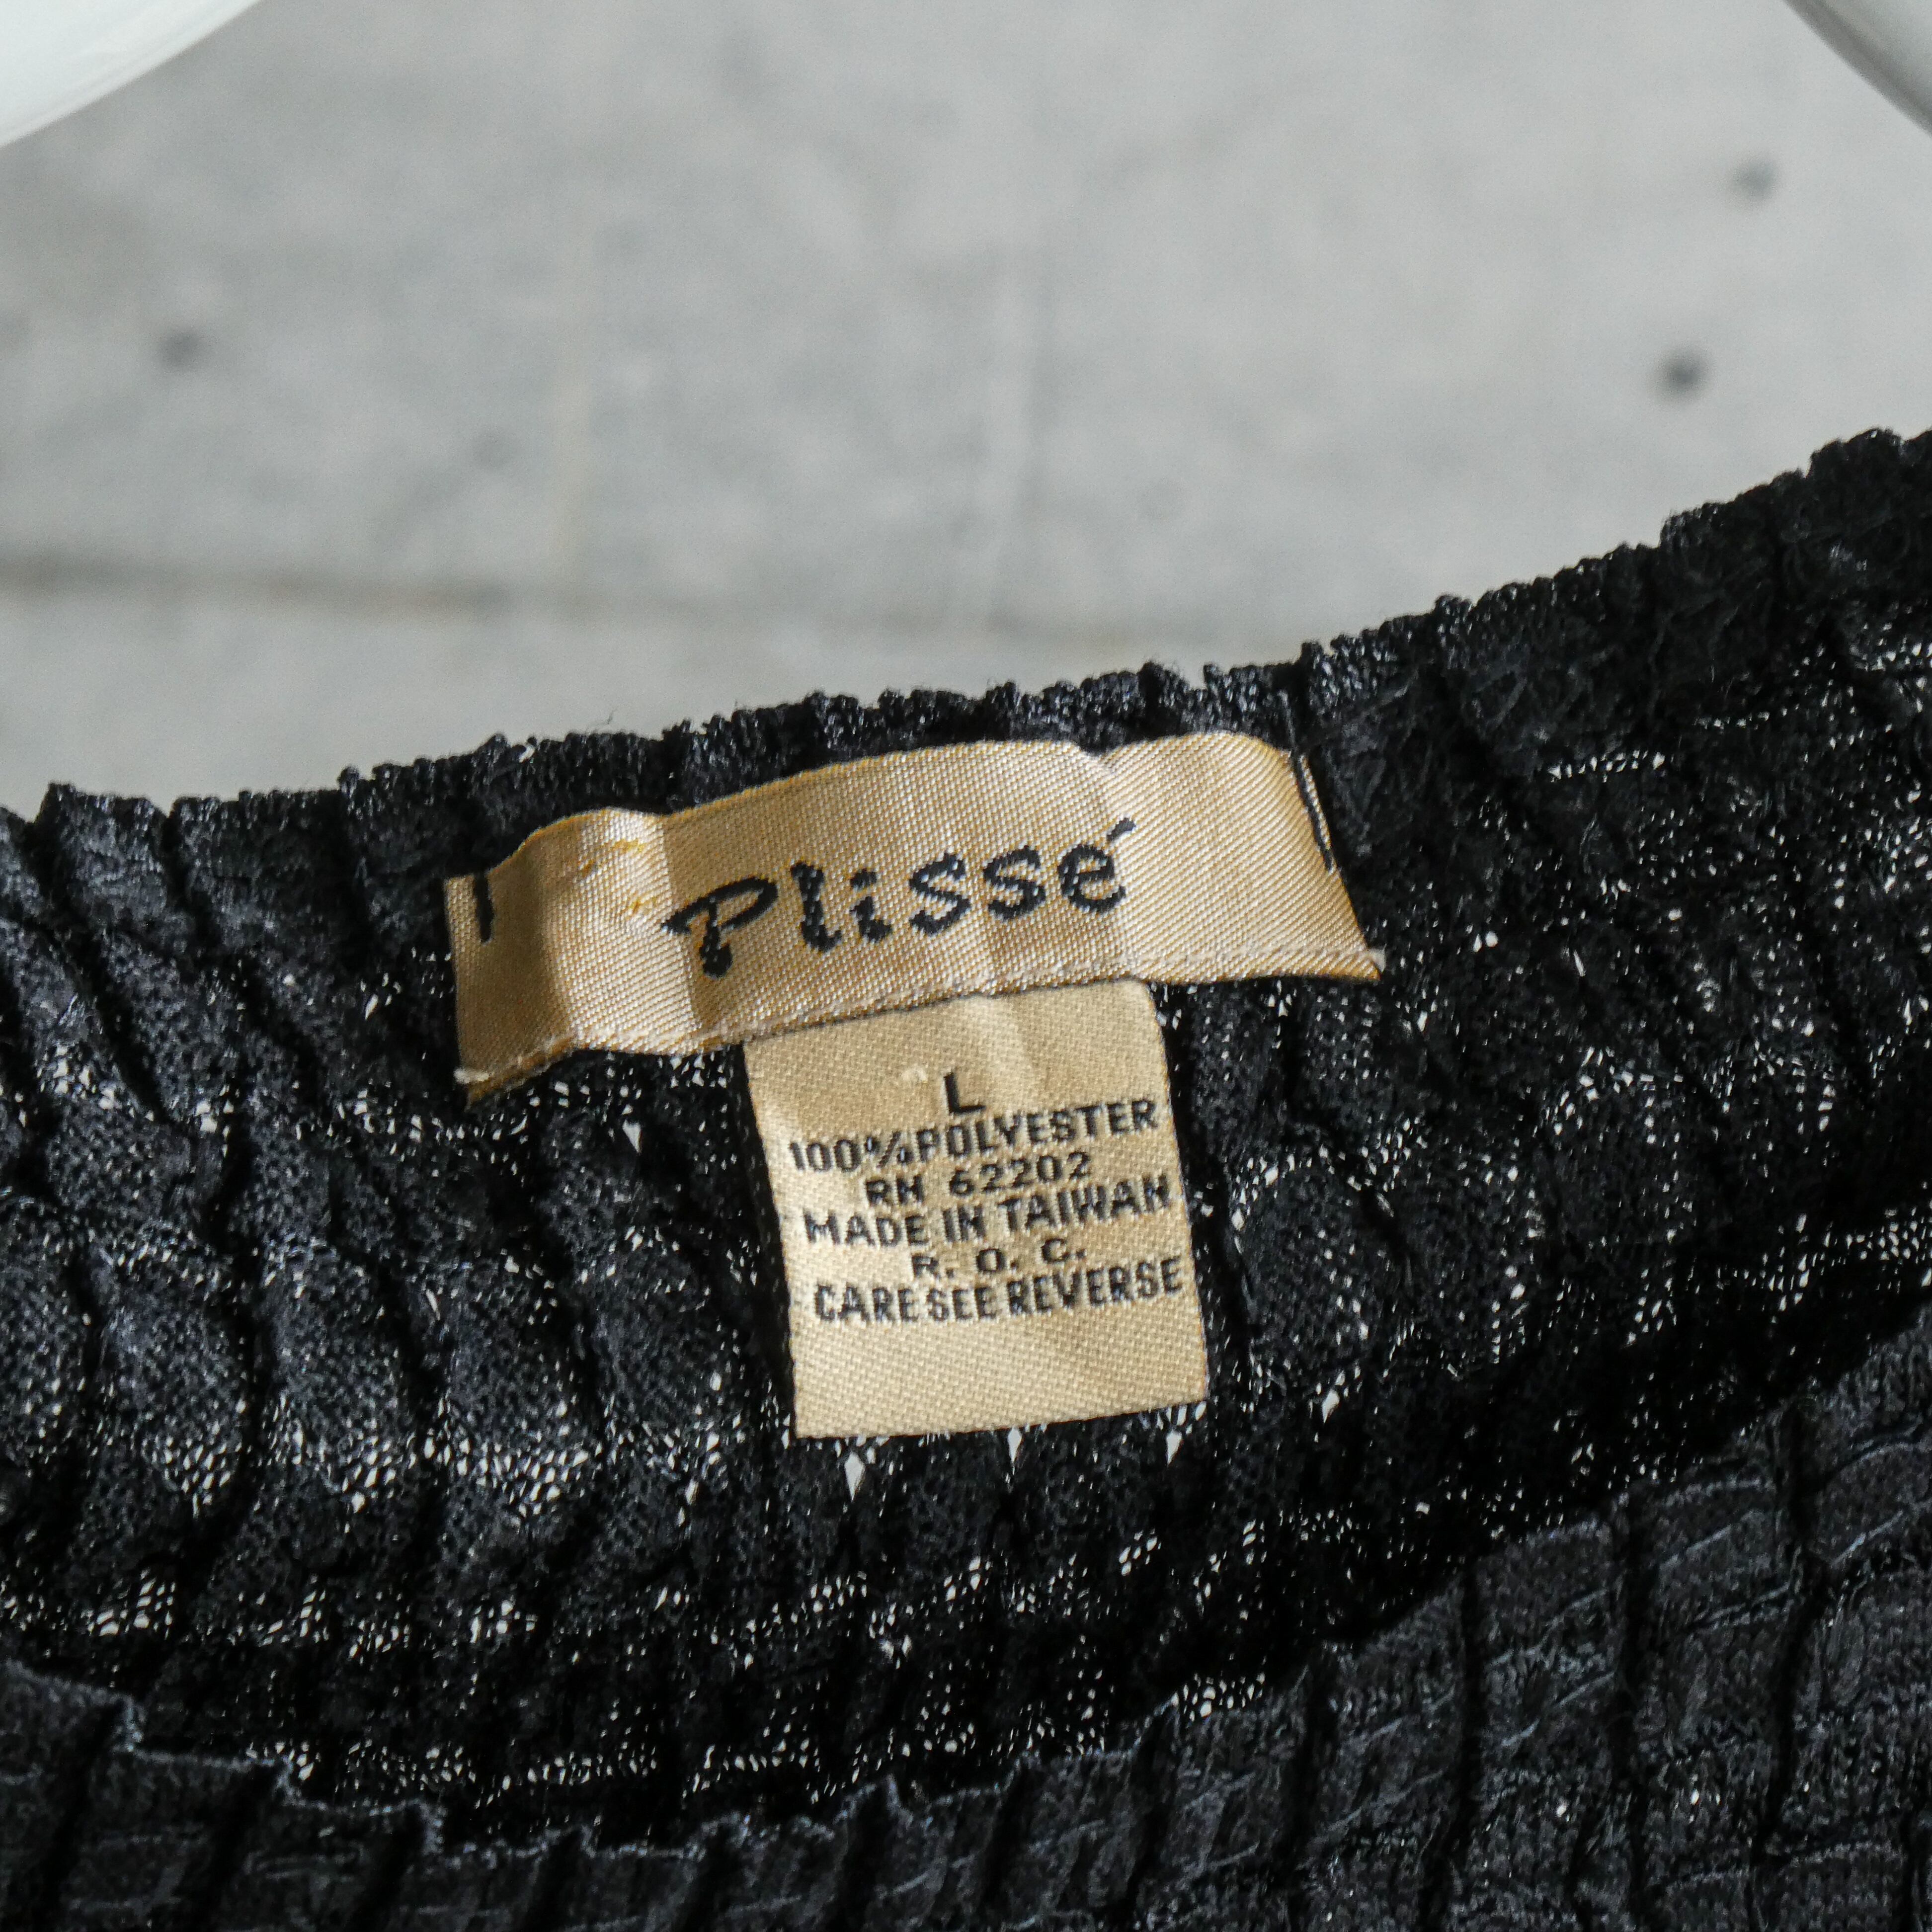 Plissé
L
100%POLYESTER
RN 62202
MADE IN TAIWAN
R. O. C.
CARE SEE REVERSE